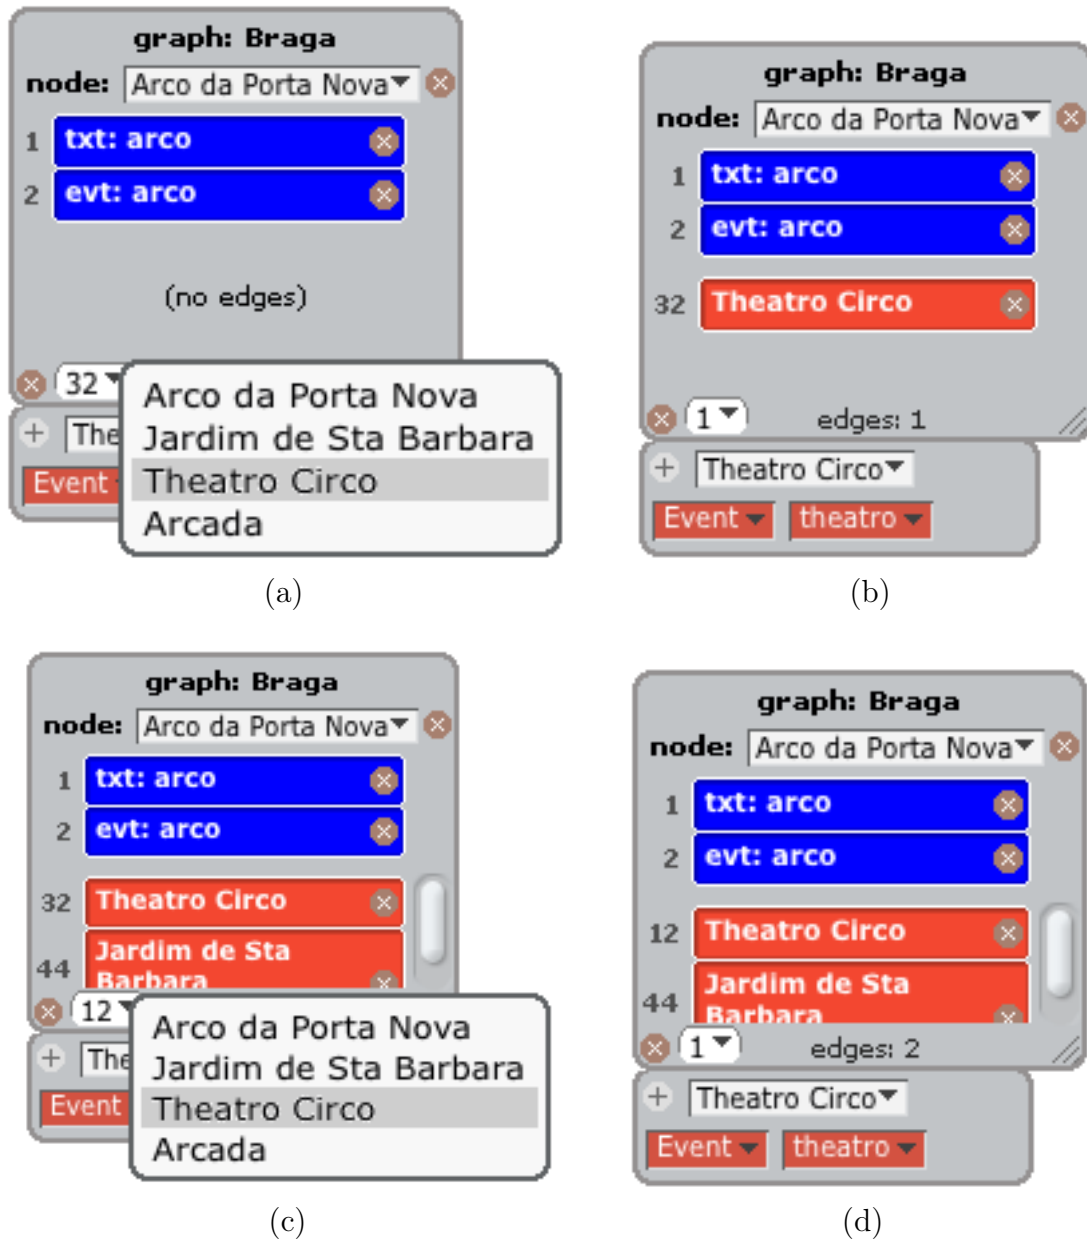 graph: Braga
node: Arco da Porta Nova
1 txt: arco
2 evt: arco
(no edges)
32
The
Event
Arco da Porta Nova
Jardim de Sta Barbara
Theatro Circo
Arcada
(a)
graph: Braga
node: Arco da Porta Nova
1 txt: arco
2 evt: arco
32 Theatro Circo
1 edges: 1
Theatro Circo
Event theatro
(b)
graph: Braga
node: Arco da Porta Nova
1 txt: arco
2 evt: arco
32 Theatro Circo
44 Jardim de Sta
Barbara
12
The
Event
Arco da Porta Nova
Jardim de Sta Barbara
Theatro Circo
Arcada
(c)
graph: Braga
node: Arco da Porta Nova
1 txt: arco
2 evt: arco
12 Theatro Circo
44 Jardim de Sta
Barbara
1 edges: 2
Theatro Circo
Event theatro
(d)